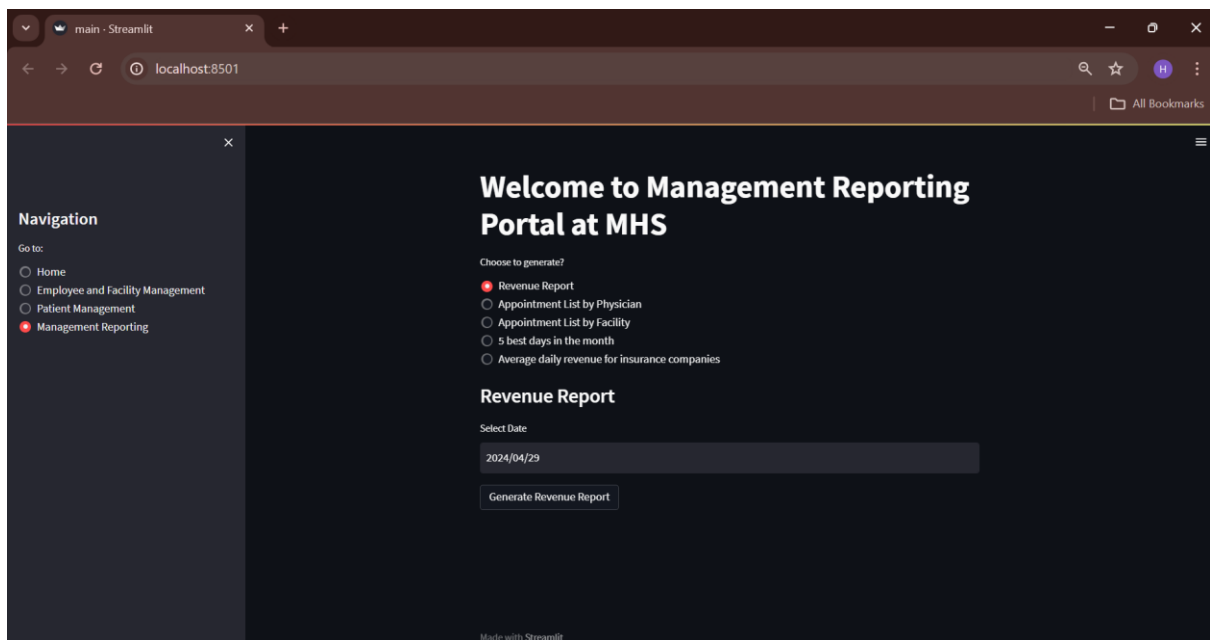 main · Streamlit
localhost:8501
H
All Bookmarks
Navigation
Go to:
Home
Employee and Facility Management
Patient Management
Management Reporting
Welcome to Management Reporting
Portal at MHS
Choose to generate?
Revenue Report
Appointment List by Physician
Appointment List by Facility
5 best days in the month
Average daily revenue for insurance companies
Revenue Report
Select Date
2024/04/29
Generate Revenue Report
Made with Streamlit